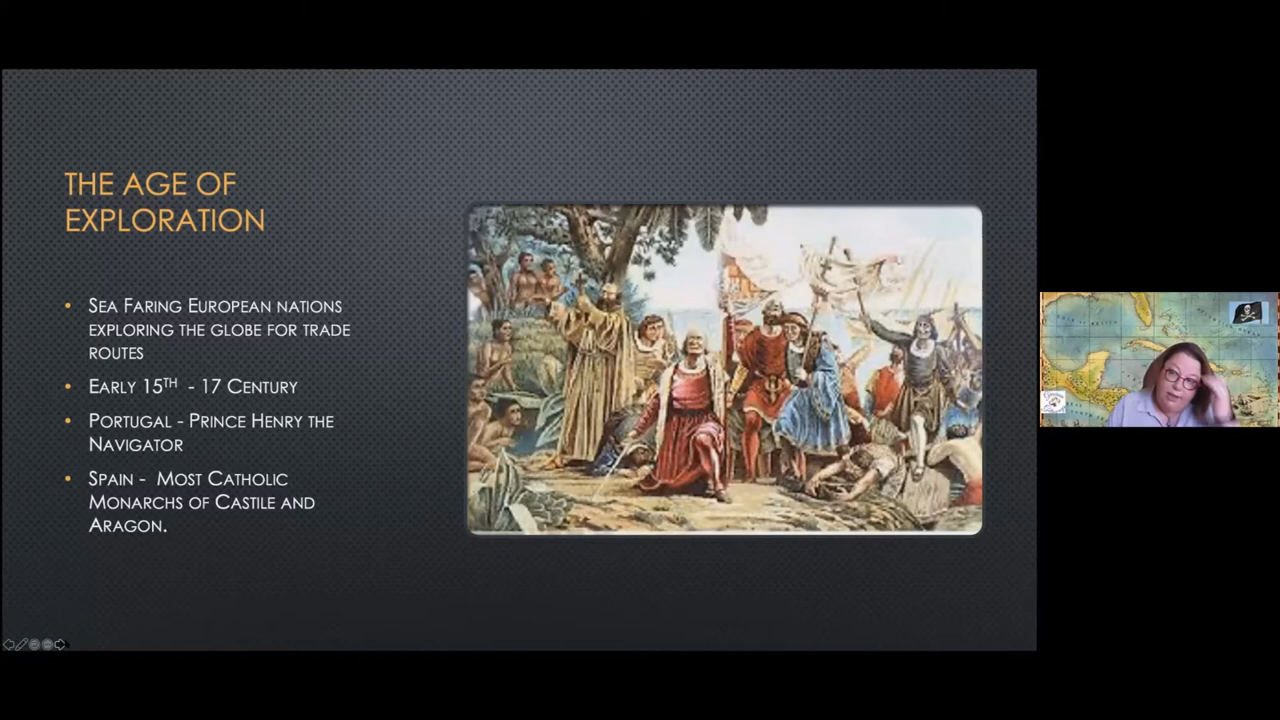 THE AGE OF
EXPLORATION
• SEA FARING EUROPEAN NATIONS
EXPLORING THE GLOBE FOR TRADE
ROUTES
• EARLY 15TH - 17 CENTURY
• PORTUGAL - PRINCE HENRY THE
NAVIGATOR
• SPAIN - MOST CATHOLIC
MONARCHS OF CASTILE AND
ARAGON.